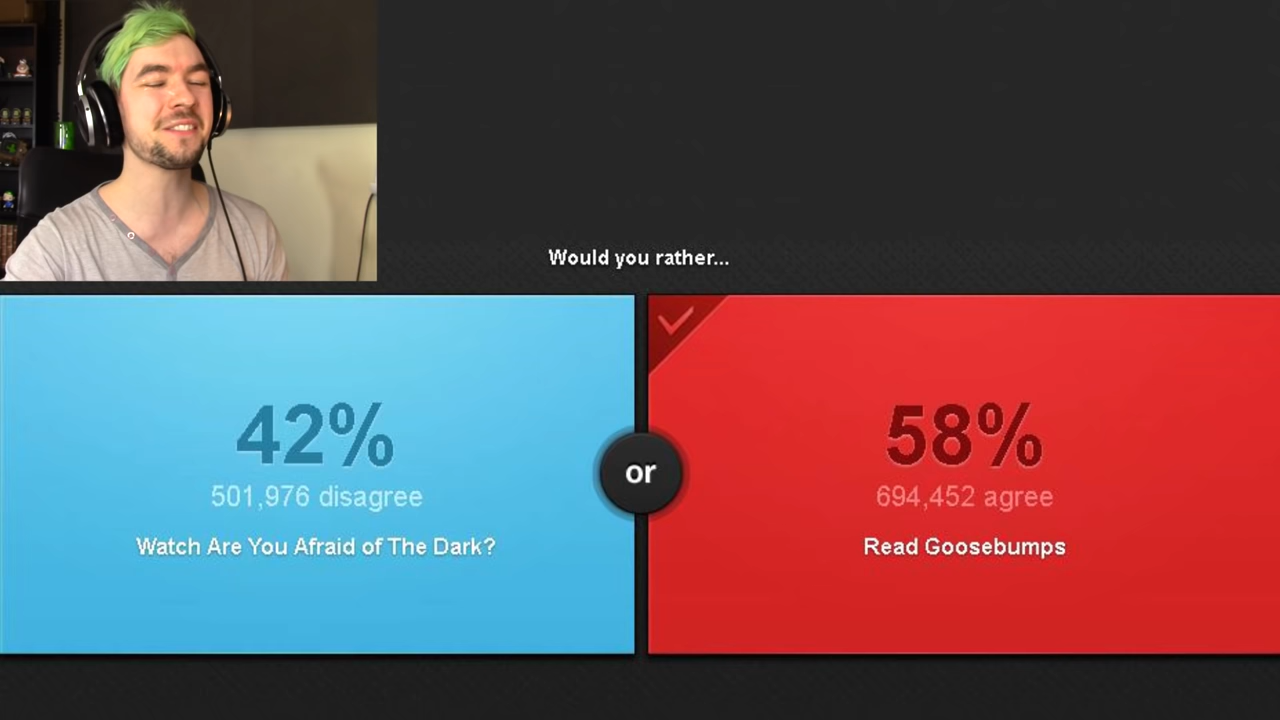 Would you rather...
42%
501,976 disagree
Watch Are You Afraid of The Dark?
or
58%
694,452 agree
Read Goosebumps